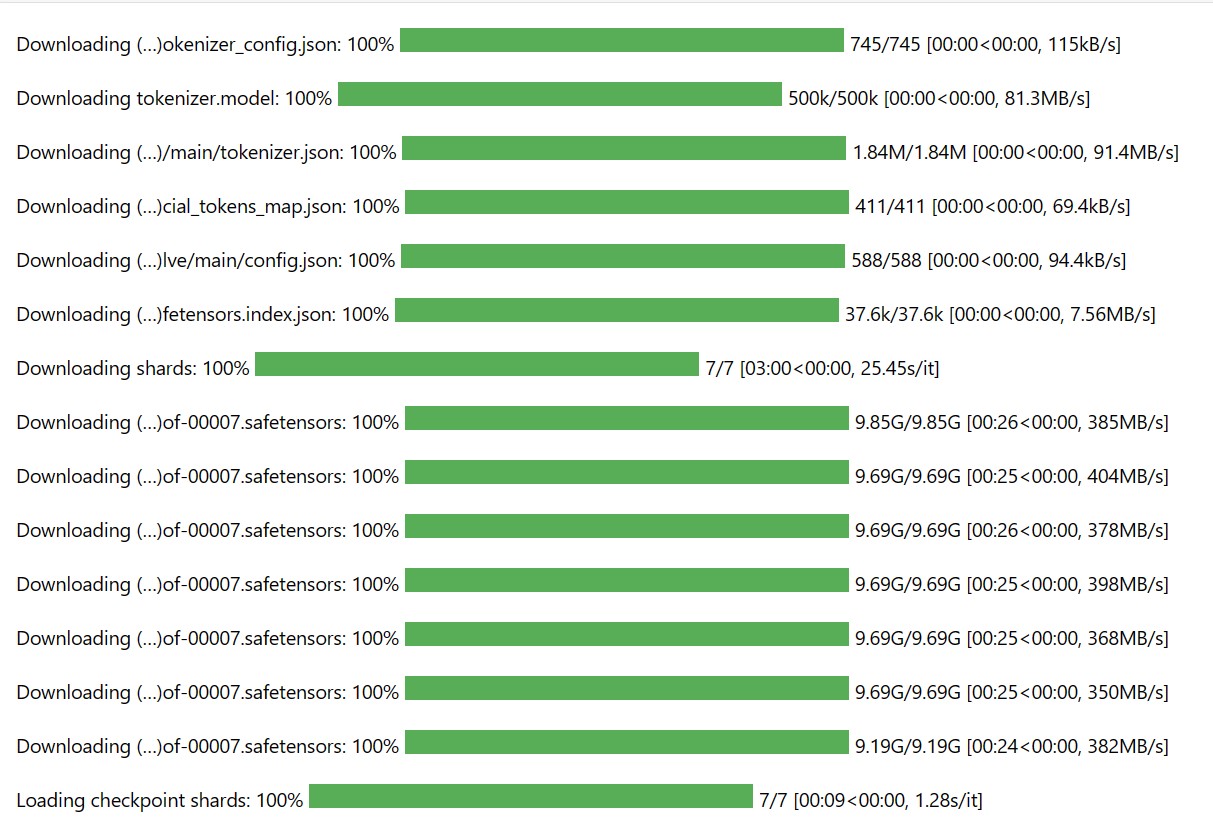 Downloading (…)okenizer_config.json: 100% 745/745 [00:00<00:00, 115kB/s]
Downloading tokenizer.model: 100% 500k/500k [00:00<00:00, 81.3MB/s]
Downloading (…)/main/tokenizer.json: 100% 1.84M/1.84M [00:00<00:00, 91.4MB/s]
Downloading (…)cial_tokens_map.json: 100% 411/411 [00:00<00:00, 69.4kB/s]
Downloading (…)lve/main/config.json: 100% 588/588 [00:00<00:00, 94.4kB/s]
Downloading (…)fetensors.index.json: 100% 37.6k/37.6k [00:00<00:00, 7.56MB/s]
Downloading shards: 100% 7/7 [03:00<00:00, 25.45s/it]
Downloading (…)of-00007.safetensors: 100% 9.85G/9.85G [00:26<00:00, 385MB/s]
Downloading (…)of-00007.safetensors: 100% 9.69G/9.69G [00:25<00:00, 404MB/s]
Downloading (…)of-00007.safetensors: 100% 9.69G/9.69G [00:26<00:00, 378MB/s]
Downloading (…)of-00007.safetensors: 100% 9.69G/9.69G [00:25<00:00, 398MB/s]
Downloading (…)of-00007.safetensors: 100% 9.69G/9.69G [00:25<00:00, 368MB/s]
Downloading (…)of-00007.safetensors: 100% 9.69G/9.69G [00:25<00:00, 350MB/s]
Downloading (…)of-00007.safetensors: 100% 9.19G/9.19G [00:24<00:00, 382MB/s]
Loading checkpoint shards: 100% 7/7 [00:09<00:00, 1.28s/it]